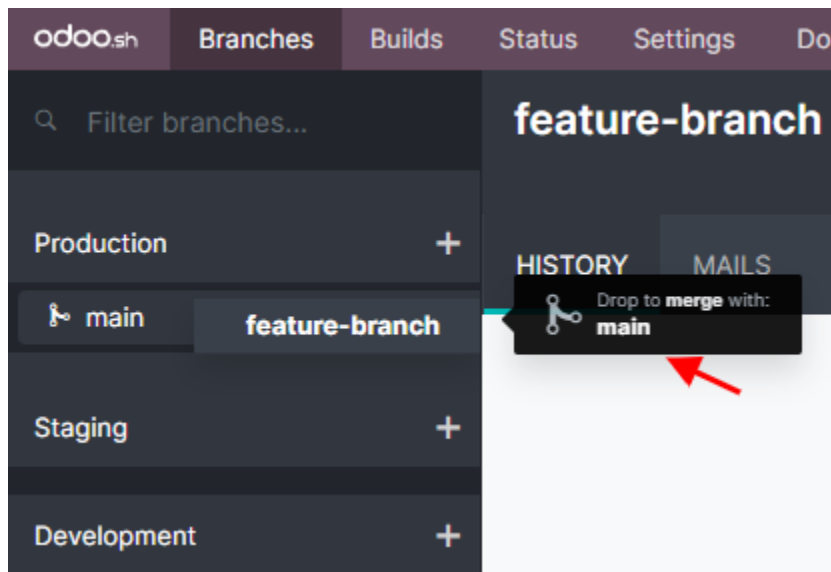 odoo.sh Branches Builds Status Settings Do
Filter branches...
feature-branch
Production
HISTORY MAILS
main
feature-branch
Drop to merge with:
main
Staging
Development